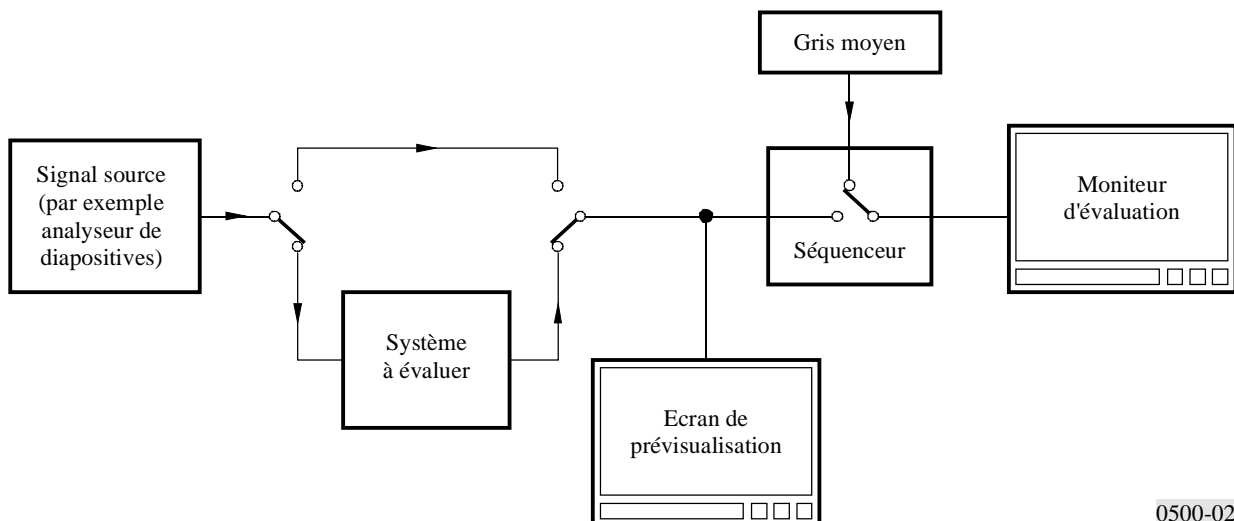 Gris moyen
Signal source
(par exemple
analyseur de
diapositives)
Système
à évaluer
Ecran de
prévisualisation
Séquenceur
Moniteur
d'évaluation
0500-02